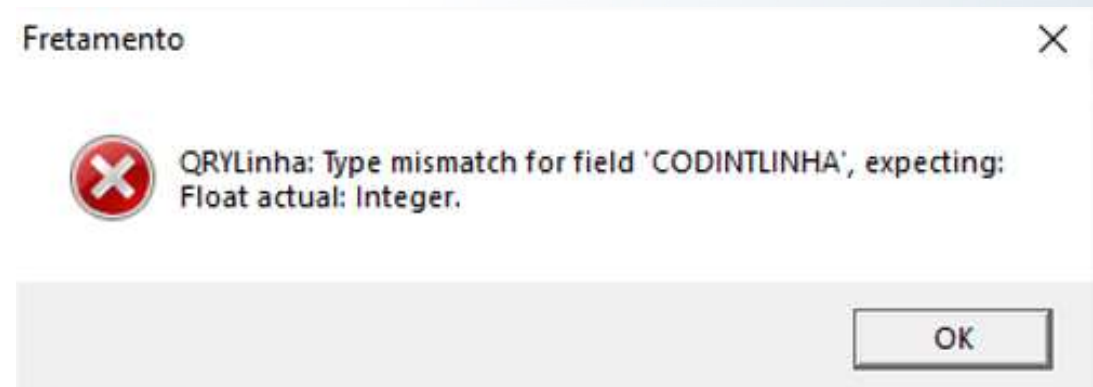 Fretamento
QRYLinha: Type mismatch for field 'CODINTLINHA', expecting:
Float actual: Integer.
OK